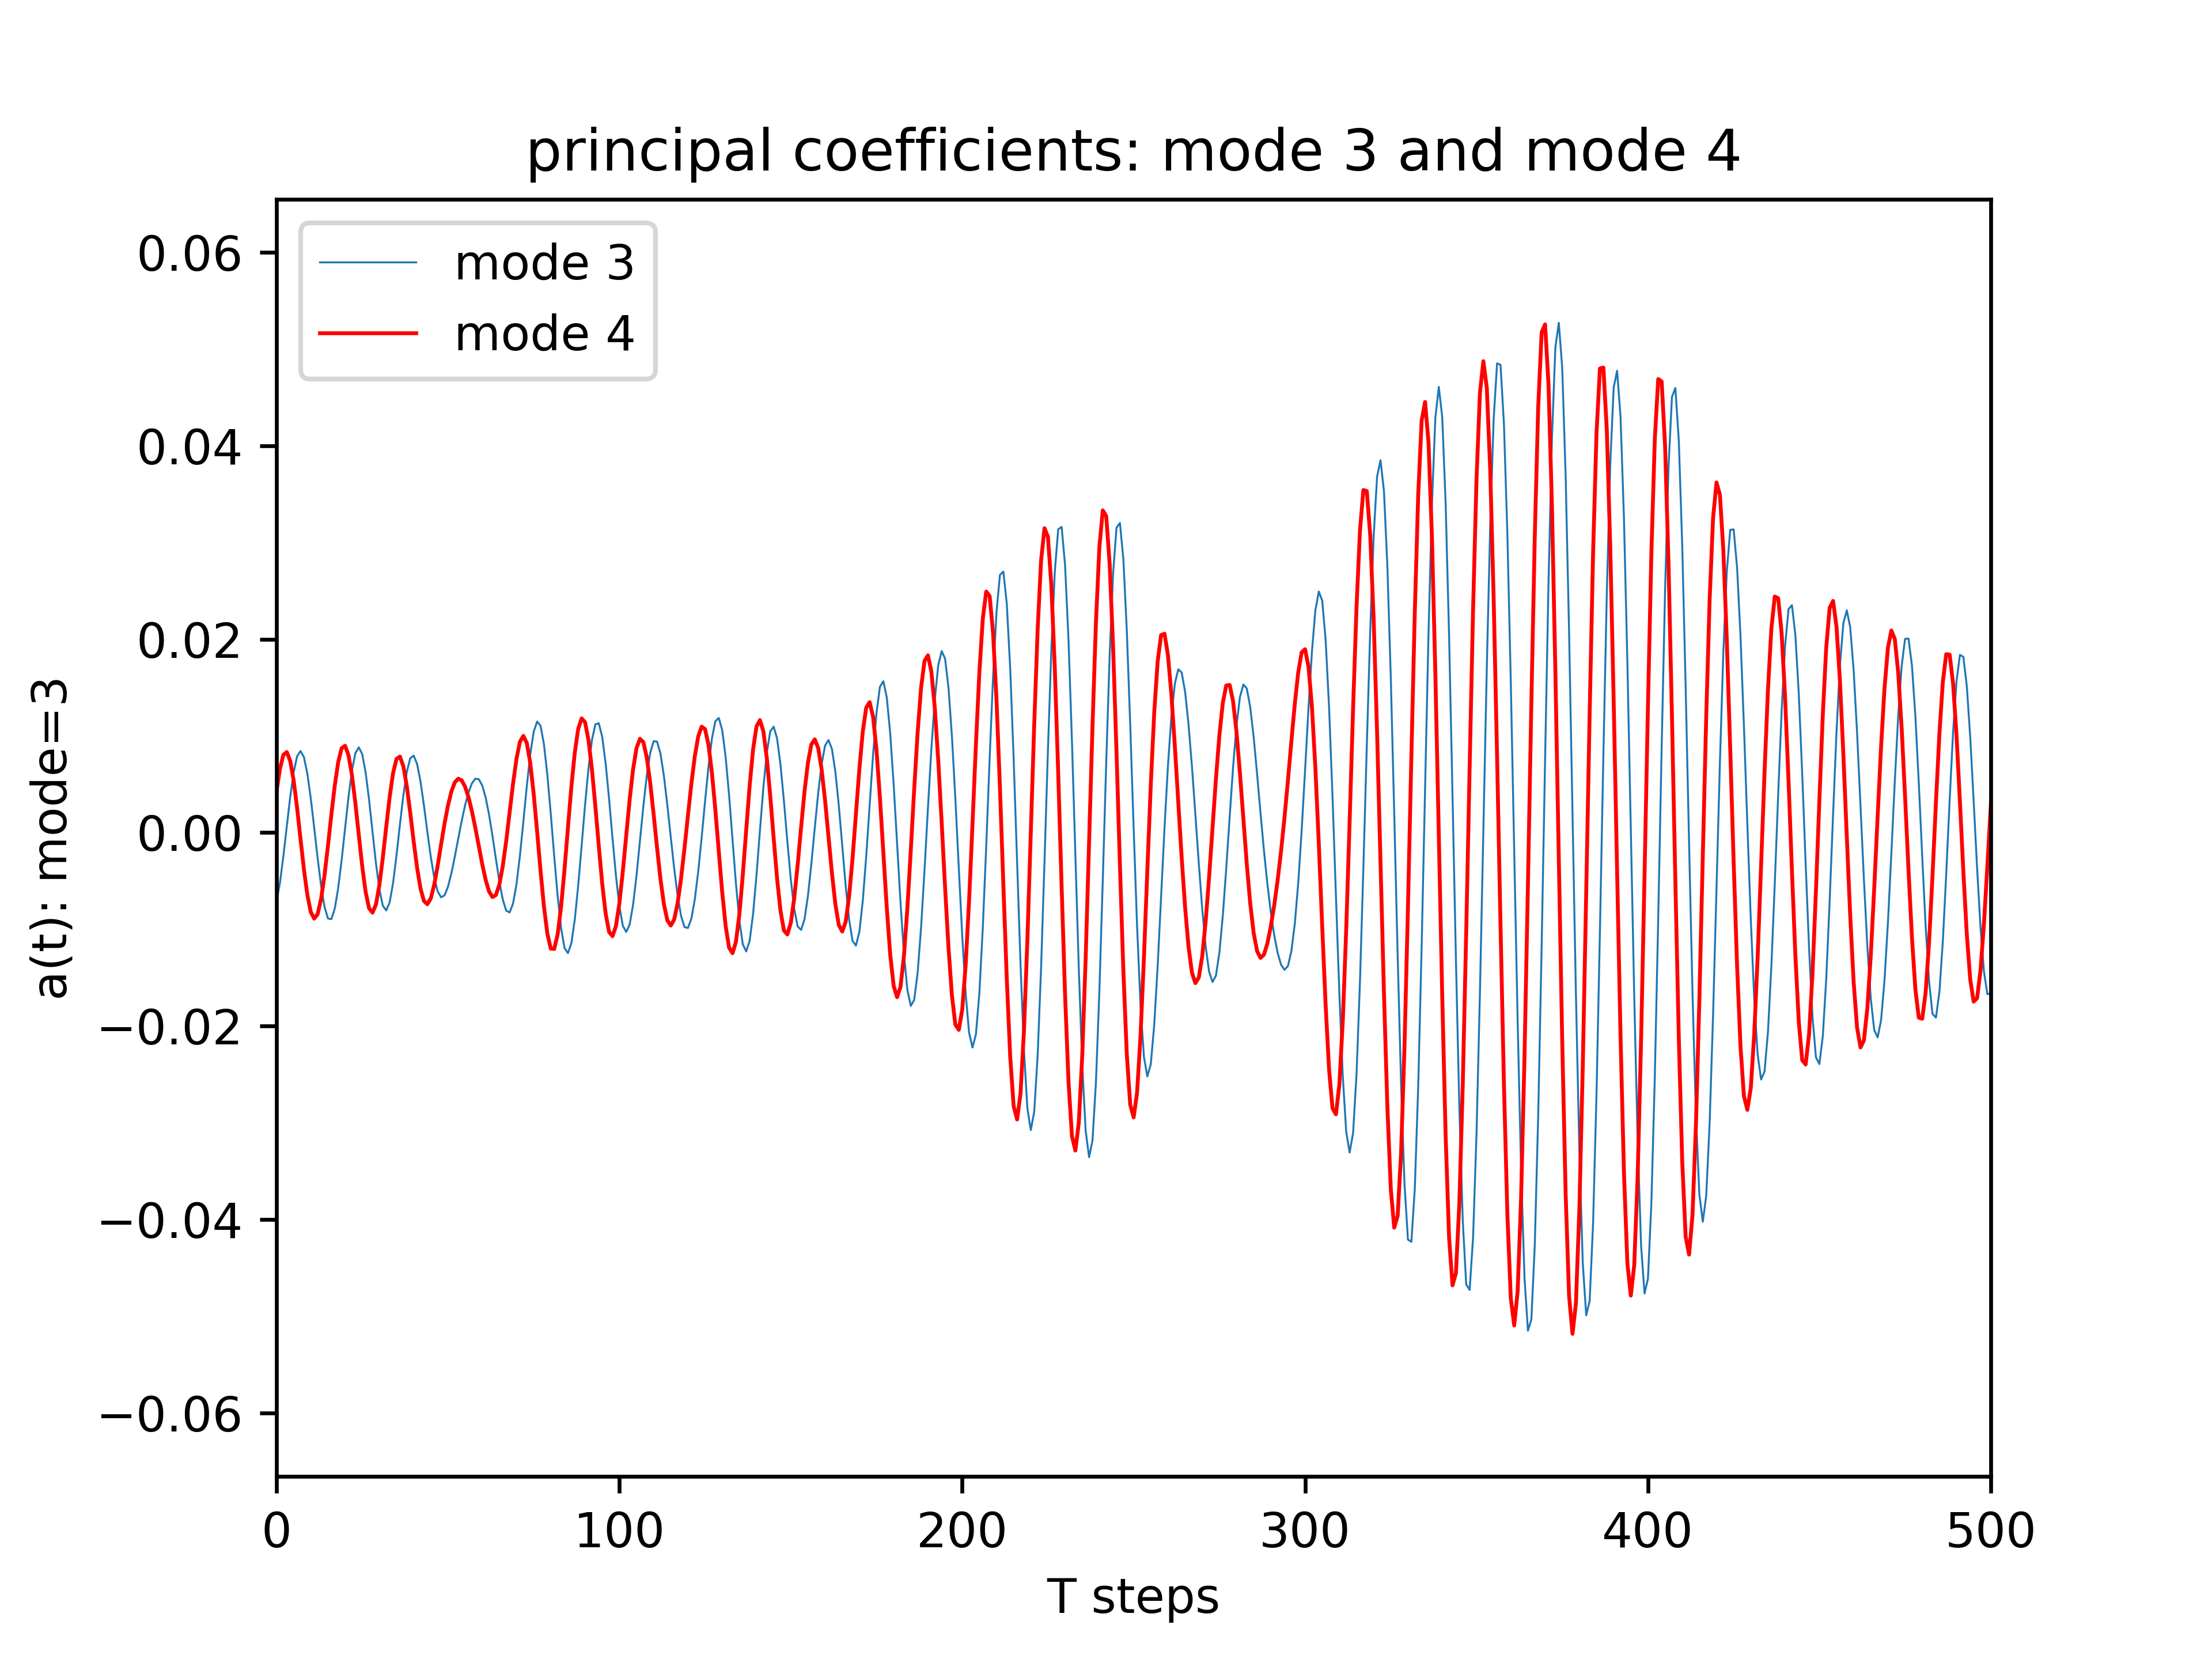 principal coefficients: mode 3 and mode 4
mode 3
mode 4
0.06
0.04
0.02
0.00
−0.02
−0.04
−0.06
a(t): mode=3
0 100 200 300 400 500
T steps